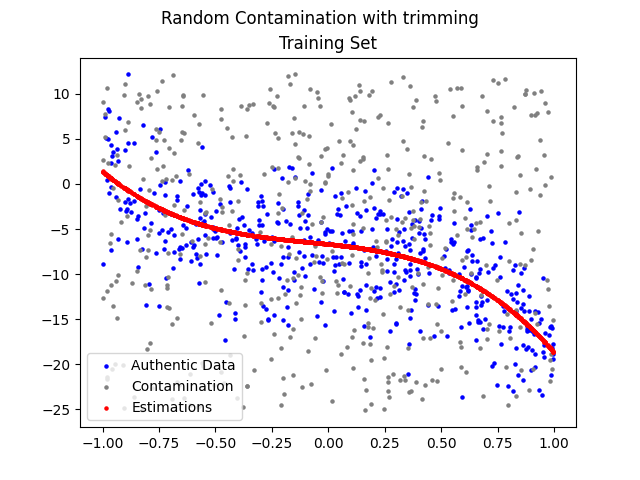 Random Contamination with trimming
Training Set
10
5
0
−5
−10
−15
−20
−25
Authentic Data
Contamination
Estimations
−1.00 −0.75 −0.50 −0.25 0.00 0.25 0.50 0.75 1.00